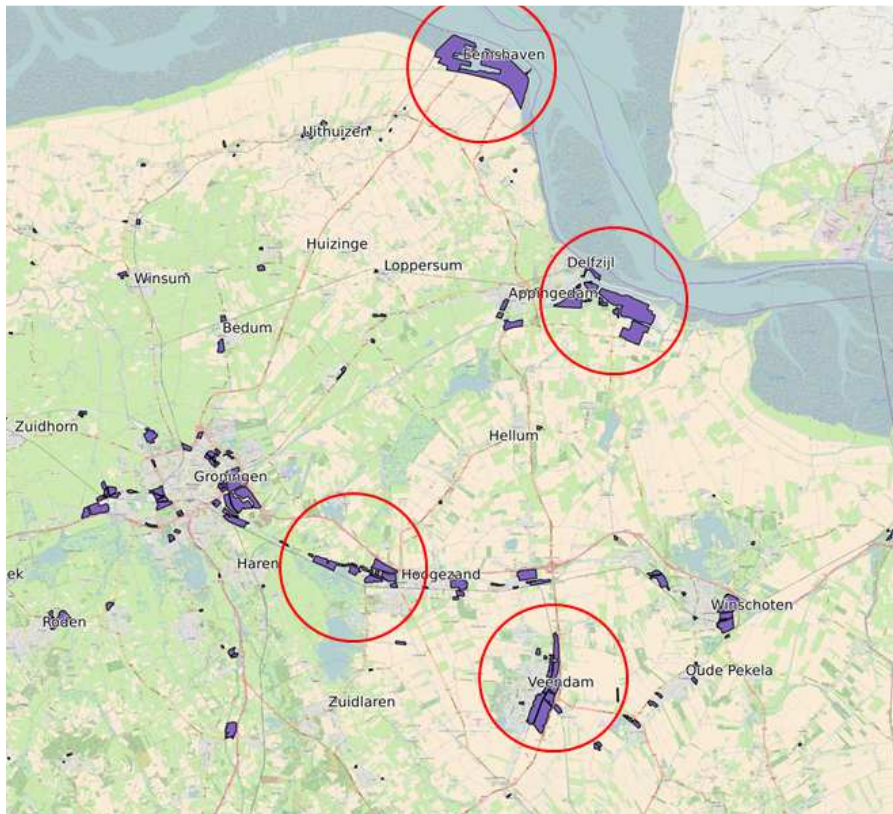 Eemshaven
Uithuizen
Huizinge
Loppersum
Delfzijl
Winsum
Appingedam
Bedum
Zuidhorn
Hellum
Groningen
Haren
Hoogezand
ek
Winschoten
Roden
Oude Pekela
Veendam
Zuidlaren